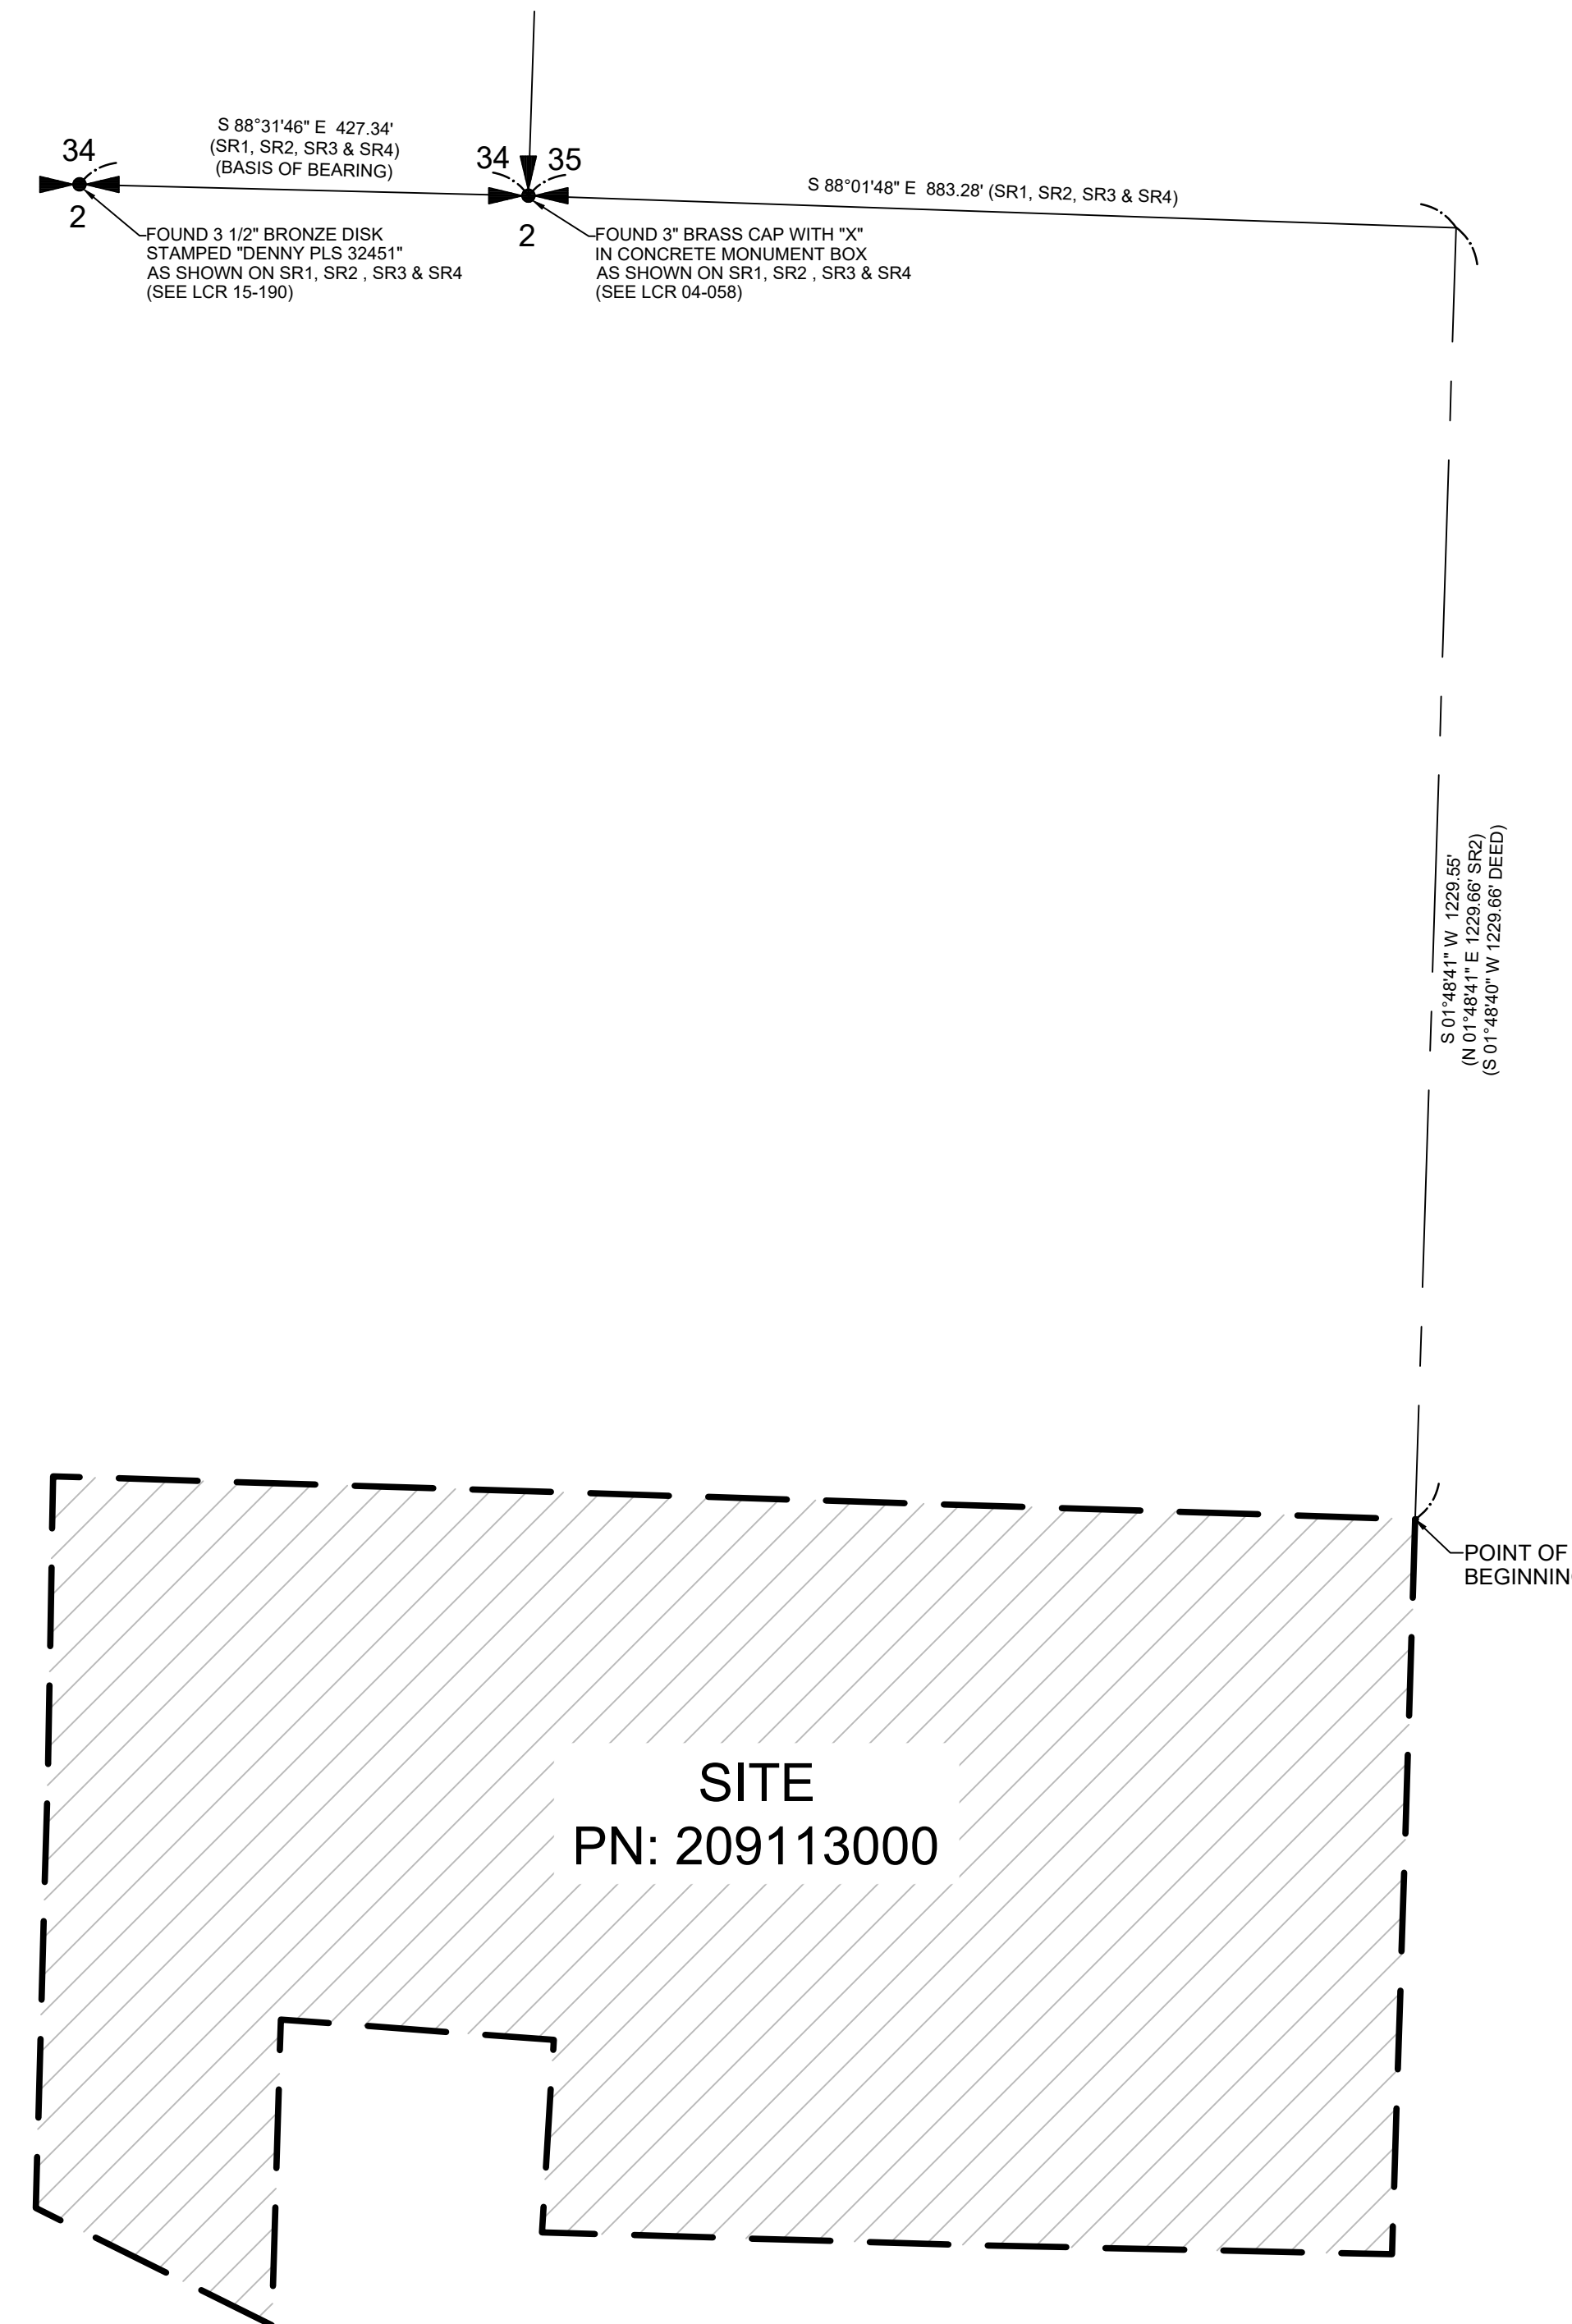 S 88°31'46" E 427.34'
(SR1, SR2, SR3 & SR4)
(BASIS OF BEARING)
34
34
35
S 88°01'48" E 883.28' (SR1, SR2, SR3 & SR4)
2
2
FOUND 3 1/2" BRONZE DISK
STAMPED "DENNY PLS 32451"
AS SHOWN ON SR1, SR2 , SR3 & SR4
(SEE LCR 15-190)
FOUND 3" BRASS CAP WITH "X"
IN CONCRETE MONUMENT BOX
AS SHOWN ON SR1, SR2 , SR3 & SR4
(SEE LCR 04-058)
S 01°48'41" W 1229.55'
(N 01°48'41" E 1229.66' SR2)
(S 01°48'40" W 1229.66' DEED)
POINT OF
BEGINNIN
SITE
PN: 209113000